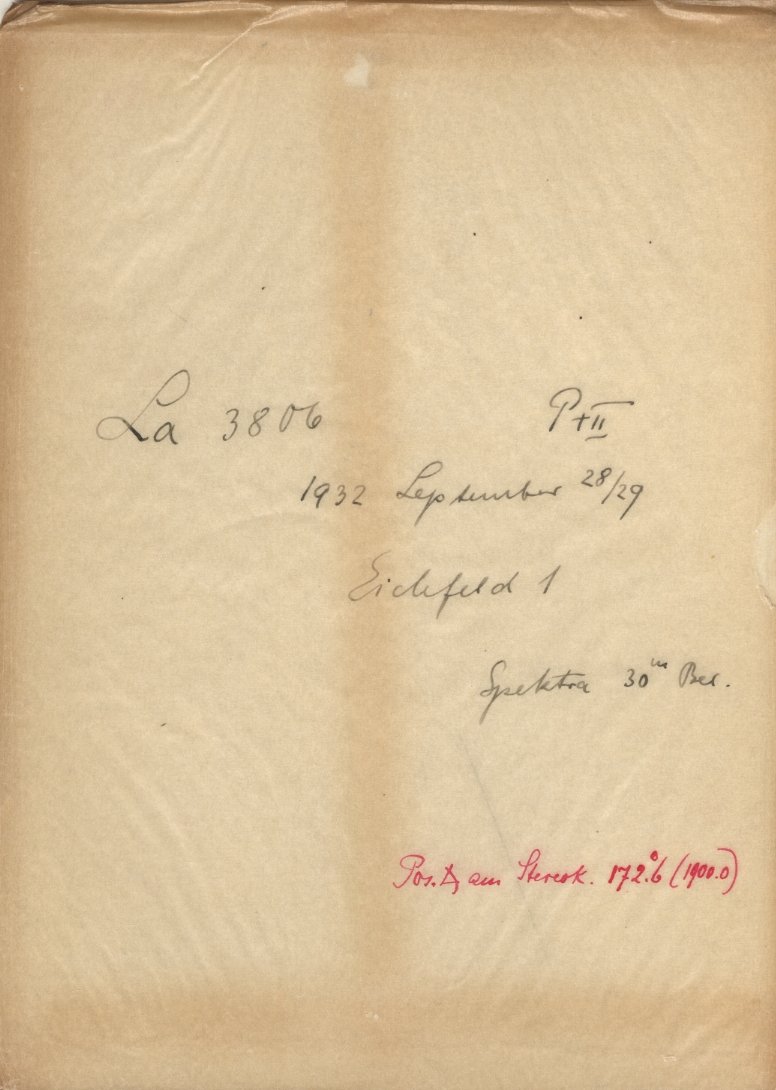 La 3806 P+II
1932 September 28/29
Eichfeld 1
Spektra 30ᵐ Bel.
Pos.∡ am Stereok. 172.°6 (1900.0)